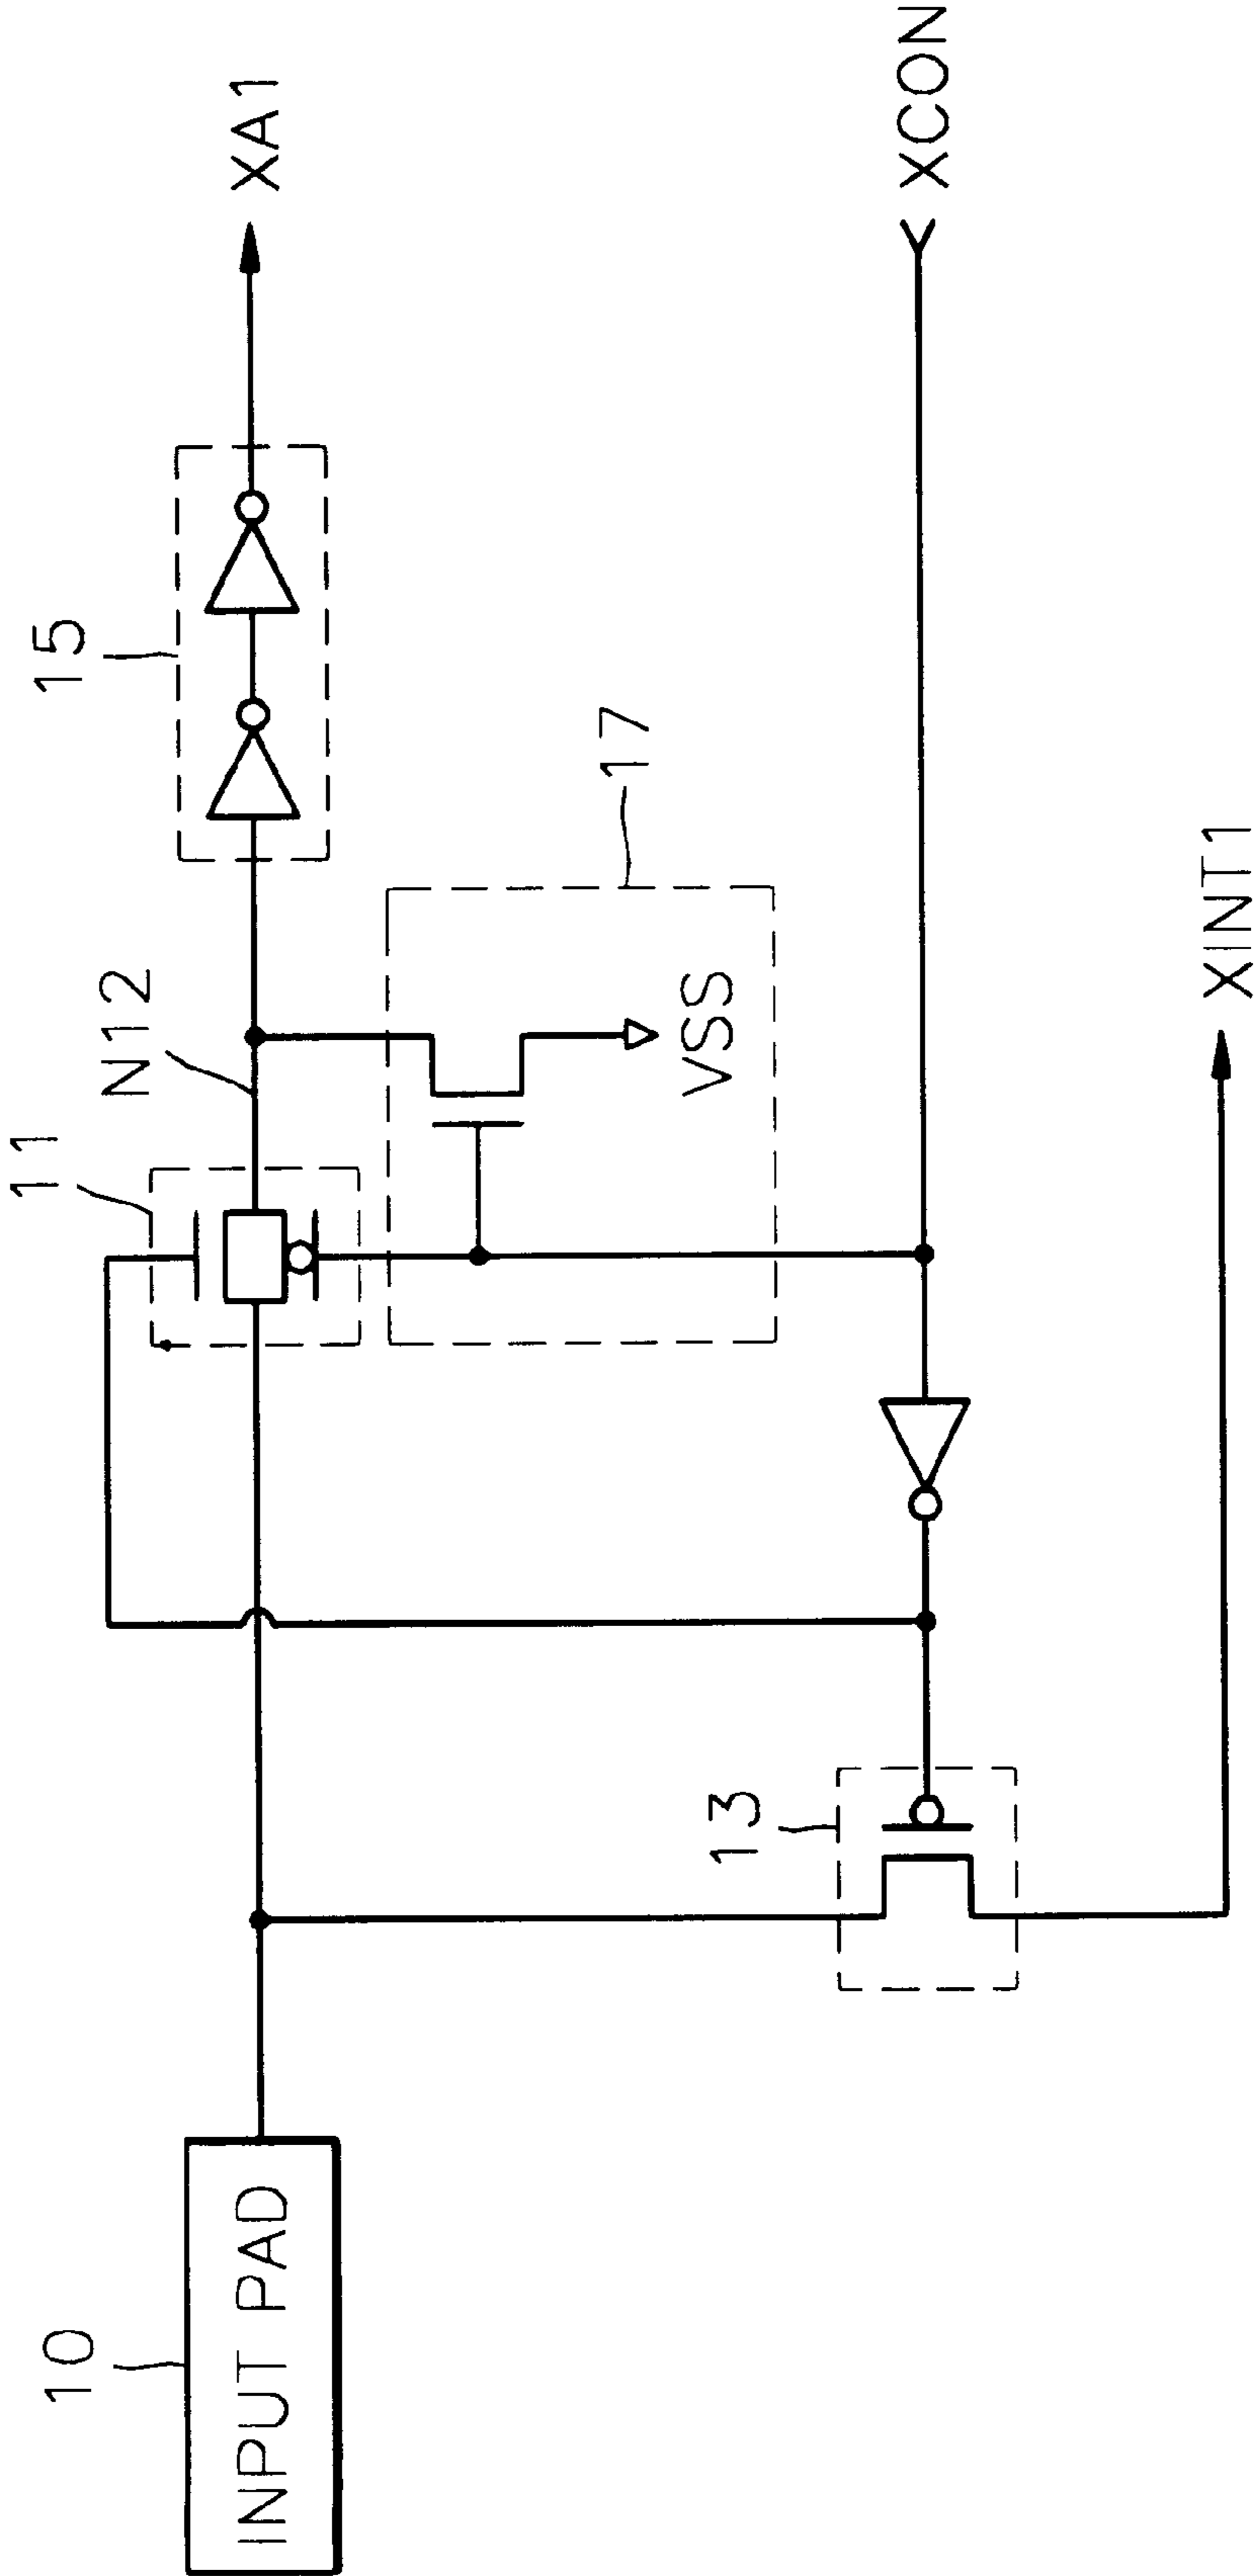 10
INPUT PAD
11
N12
15
XA1
17
VSS
13
XCON
XINT1